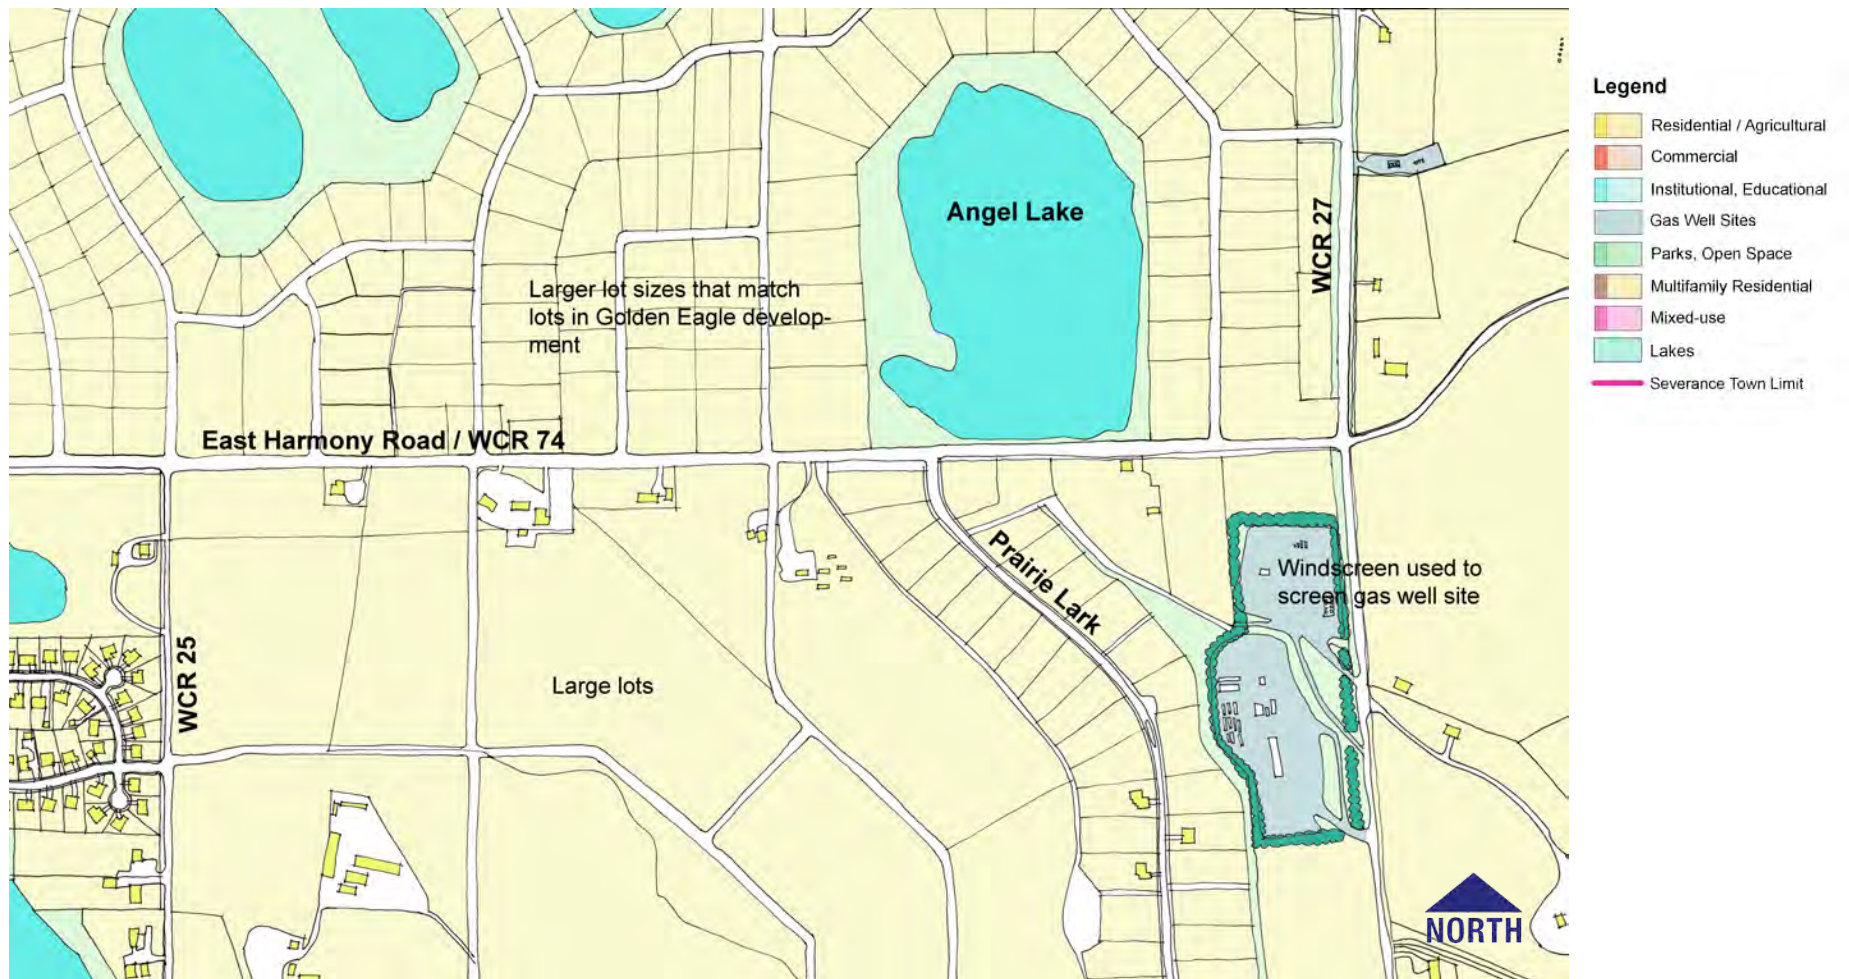 Legend
Residential / Agricultural
Commercial
Institutional, Educational
Gas Well Sites
Parks, Open Space
Multifamily Residential
Mixed-use
Lakes
Severance Town Limit
Angel Lake
WCR 27
Larger lot sizes that match
lots in Golden Eagle develop-
ment
East Harmony Road / WCR 74
Prairie Lark
Windscreen used to
screen gas well site
WCR 25
Large lots
NORTH